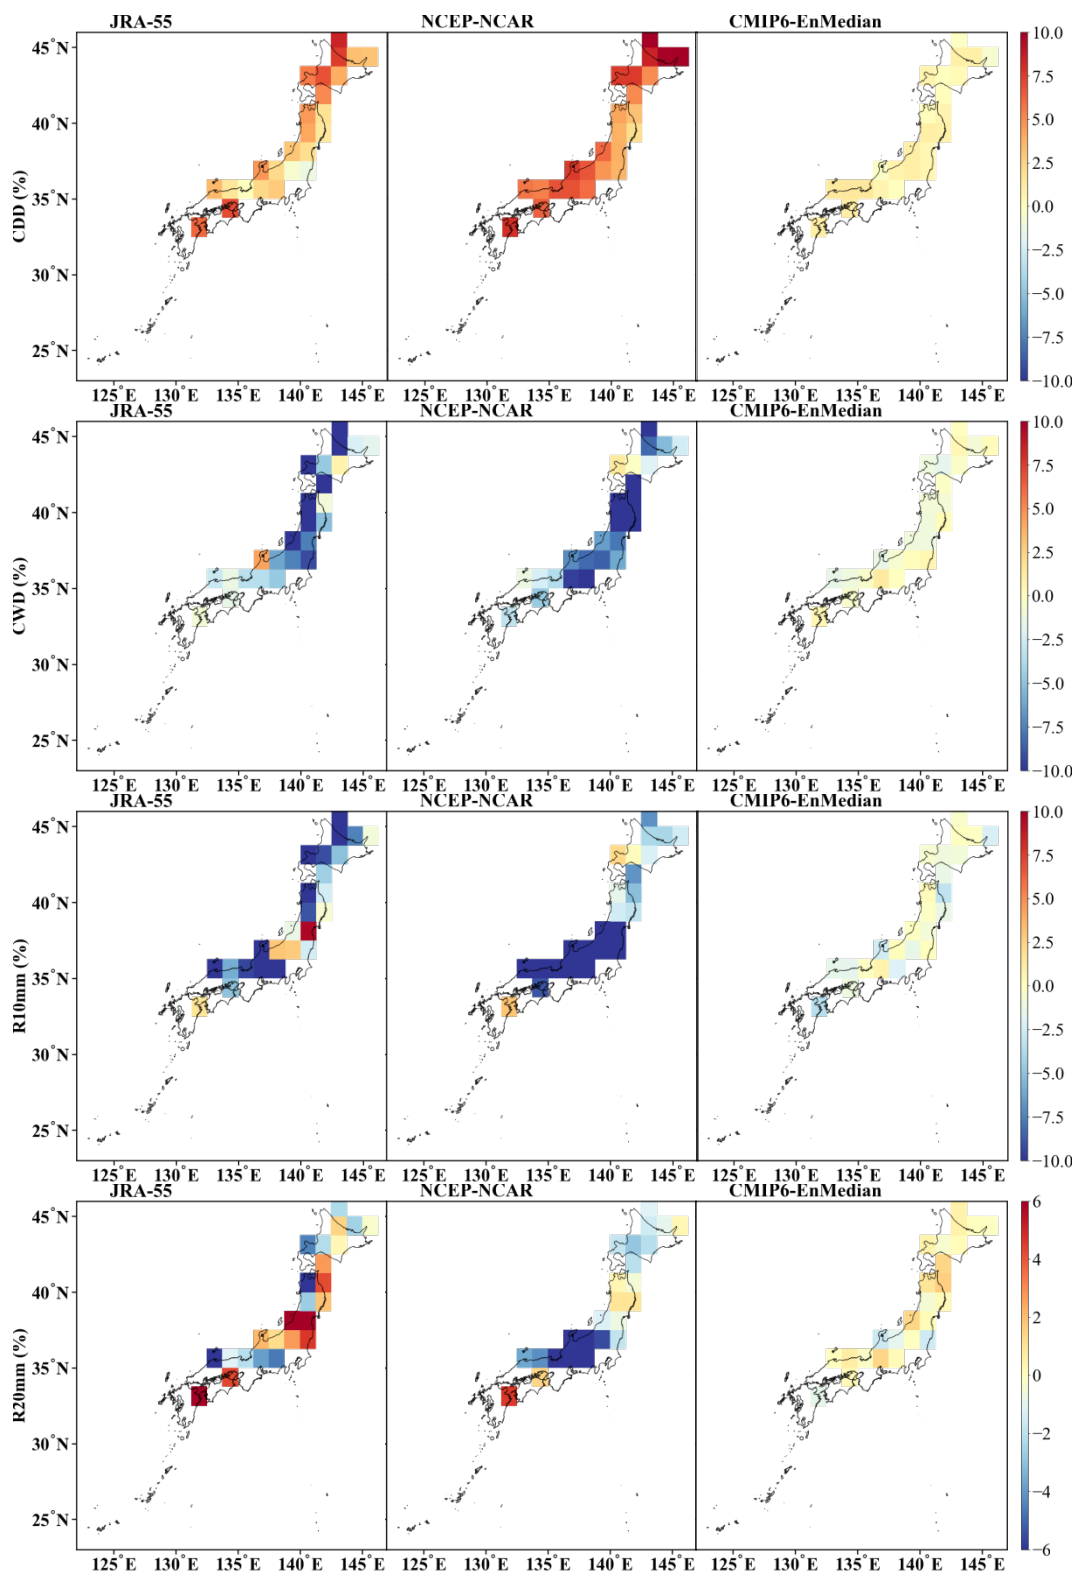 JRA-55 NCEP-NCAR CMIP6-EnMedian
CDD (%)
45°N
40°N
35°N
30°N
25°N
125°E 130°E 135°E 140°E 145°E 125°E 130°E 135°E 140°E 145°E 125°E 130°E 135°E 140°E 145°E
10.0
7.5
5.0
2.5
0.0
−2.5
−5.0
−7.5
−10.0
JRA-55 NCEP-NCAR CMIP6-EnMedian
CWD (%)
45°N
40°N
35°N
30°N
25°N
125°E 130°E 135°E 140°E 145°E 125°E 130°E 135°E 140°E 145°E 125°E 130°E 135°E 140°E 145°E
10.0
7.5
5.0
2.5
0.0
−2.5
−5.0
−7.5
−10.0
JRA-55 NCEP-NCAR CMIP6-EnMedian
R10mm (%)
45°N
40°N
35°N
30°N
25°N
125°E 130°E 135°E 140°E 145°E 125°E 130°E 135°E 140°E 145°E 125°E 130°E 135°E 140°E 145°E
10.0
7.5
5.0
2.5
0.0
−2.5
−5.0
−7.5
−10.0
JRA-55 NCEP-NCAR CMIP6-EnMedian
R20mm (%)
45°N
40°N
35°N
30°N
25°N
125°E 130°E 135°E 140°E 145°E 125°E 130°E 135°E 140°E 145°E 125°E 130°E 135°E 140°E 145°E
6
4
2
0
−2
−4
−6